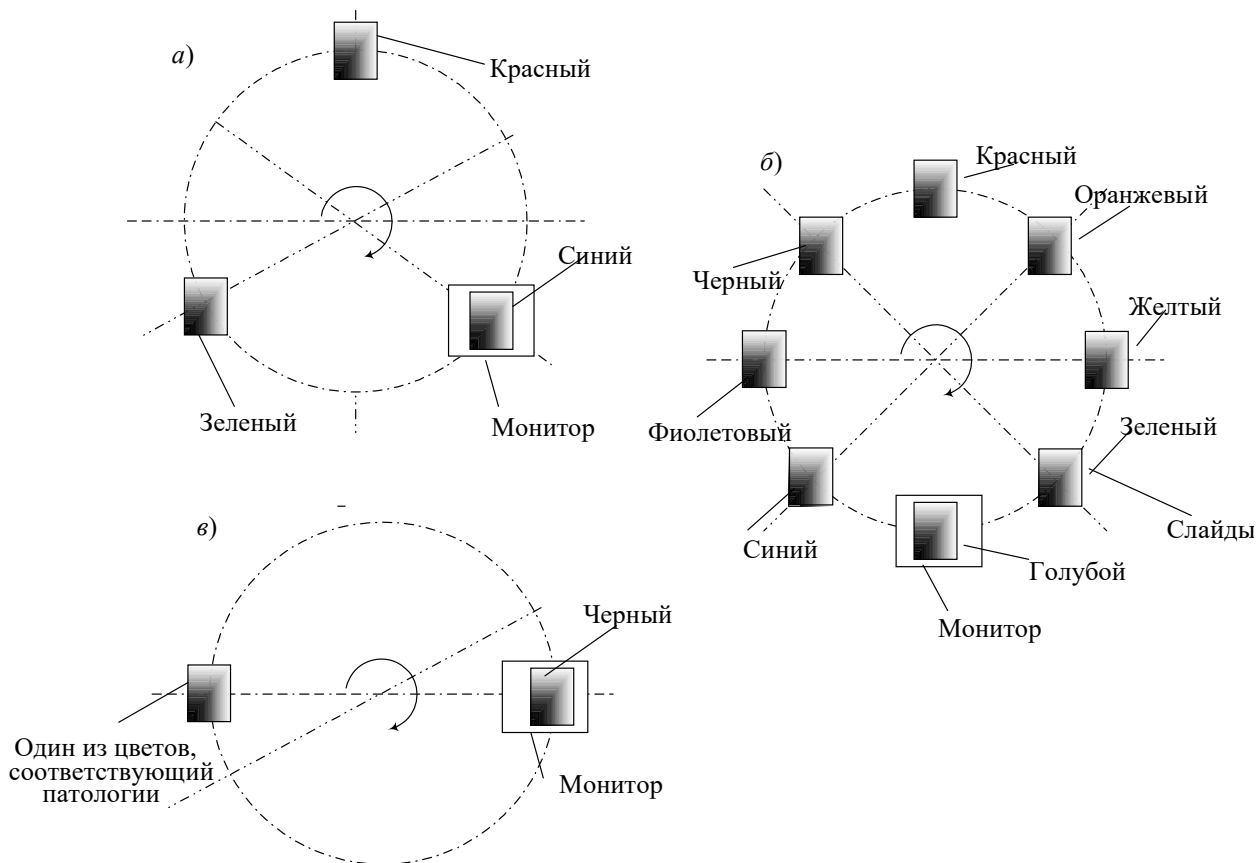 а)
Красный
Синий
Зеленый
Монитор
б)
Красный
Оранжевый
Черный
Желтый
Фиолетовый
Зеленый
Слайды
Синий
Голубой
Монитор
в)
Черный
Один из цветов,
соответствующий
патологии
Монитор